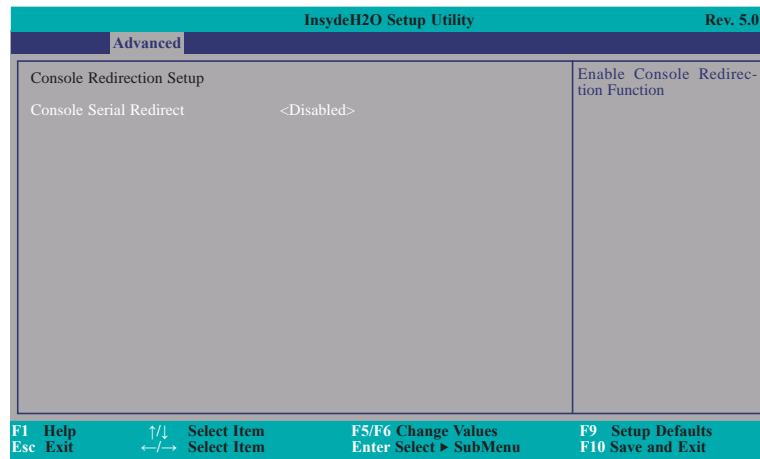 InsydeH2O Setup Utility Rev. 5.0
Advanced
Console Redirection Setup
Console Serial Redirect <Disabled>
Enable Console Redirec-
tion Function
F1 Help ↑/↓ Select Item F5/F6 Change Values F9 Setup Defaults
Esc Exit ←/→ Select Item Enter Select ▶ SubMenu F10 Save and Exit